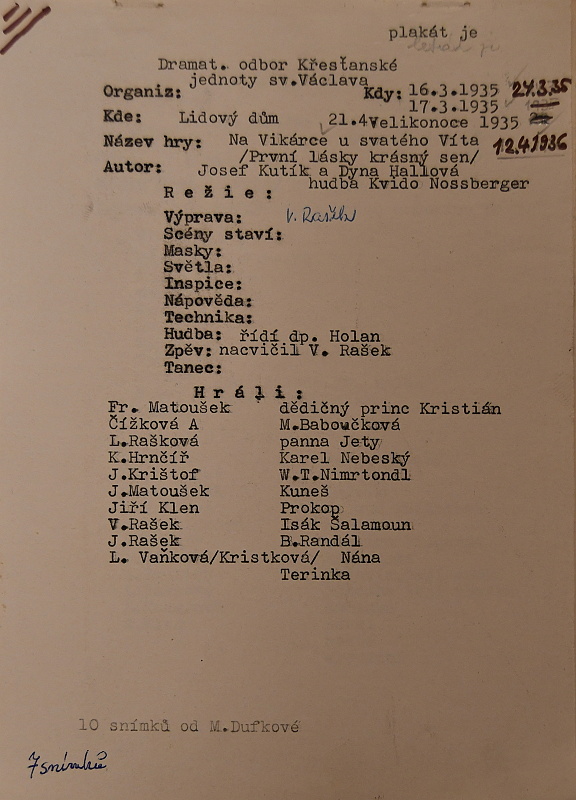 plakát je
Dramat. odbor Křesťanské
jednoty sv.Václava
Organiz: Kdy: 16.3.1935 24.3.35
17.3.1935
Kde: Lidový dům 21.4Velikonoce 1935
Název hry: Na Vikárce u svatého Víta 12.4.1936
/První lásky krásný sen/
Autor: Josef Kutík a Dyna Hallová
hudba Kvido Nossberger
Režie:
Výprava: V. Rašek
Scény staví:
Masky:
Světla:
Inspice:
Nápověda:
Technika:
Hudba: řídí dp. Holan
Zpěv: nacvičil V. Rašek
Tanec:
Hráli:
Fr. Matoušek dědičný princ Kristián
Čížková A M.Baboučková
L.Rašková panna Jety
K.Hrnčíř Karel Nebeský
J.Krištof W.T.Nimrtondl
J.Matoušek Kuneš
Jiří Klen Prokop
V.Rašek Isák Šalamoun
J.Rašek B.Randál
L. Vaňková/Kristková/ Nána
Terinka
10 snímků od M.Dufkové
7 snímků